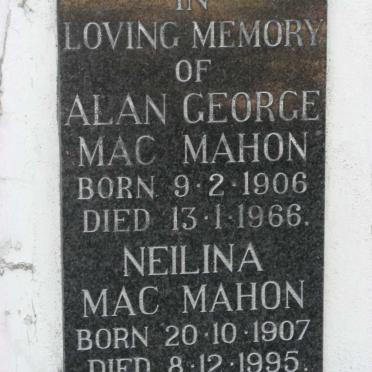 IN
LOVING MEMORY
OF
ALAN GEORGE
MAC MAHON
BORN 9·2·1906
DIED 13·1·1966.
NEILINA
MAC MAHON
BORN 20·10·1907
DIED 8·12·1995.